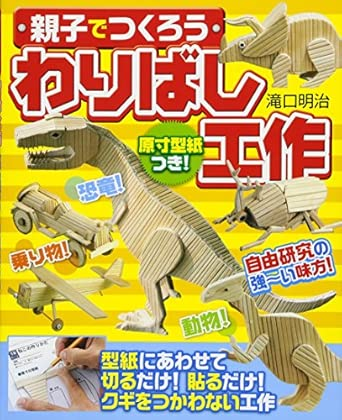 親子でつくろう
わりばし
滝口明治
工作
原寸型紙
つき!
恐竜!
乗り物!
自由研究の
強〜い味方!
動物!
型紙にあわせて
切るだけ! 貼るだけ!
クギをつかわない工作